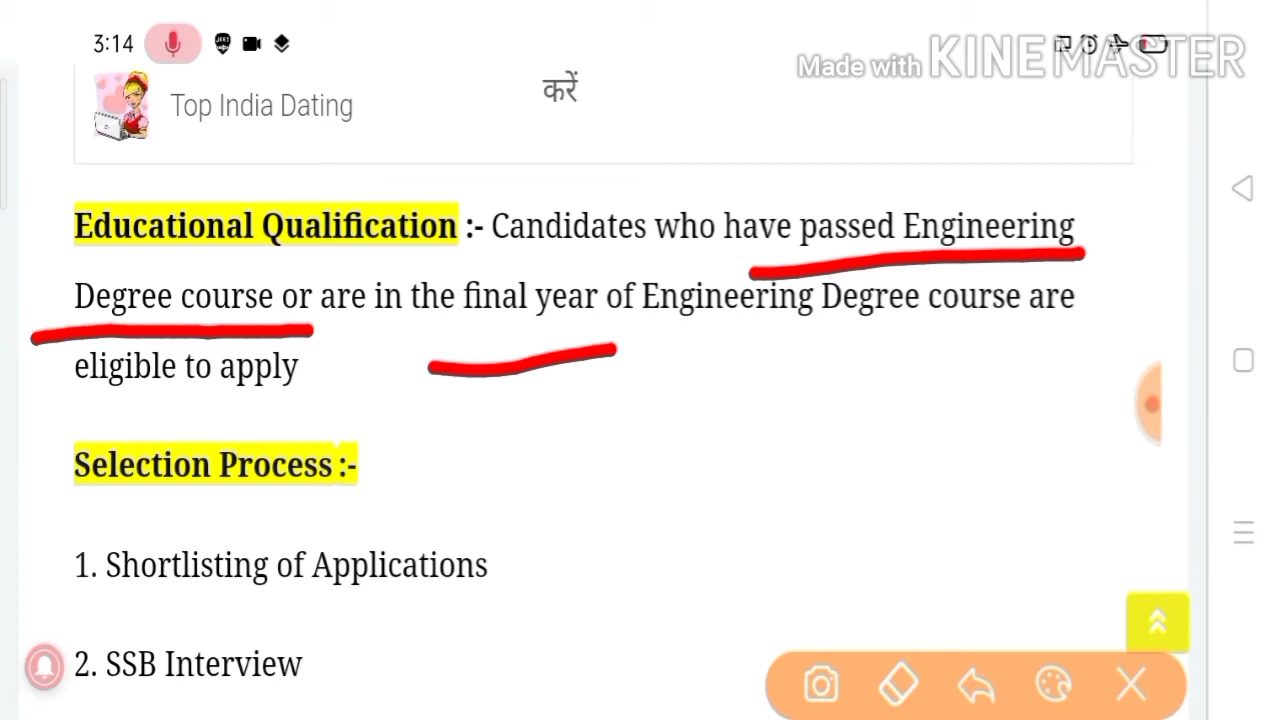 3:14
Made with KINEMASTER
Top India Dating
करें
Educational Qualification :- Candidates who have passed Engineering
Degree course or are in the final year of Engineering Degree course are
eligible to apply
Selection Process :-
1. Shortlisting of Applications
2. SSB Interview